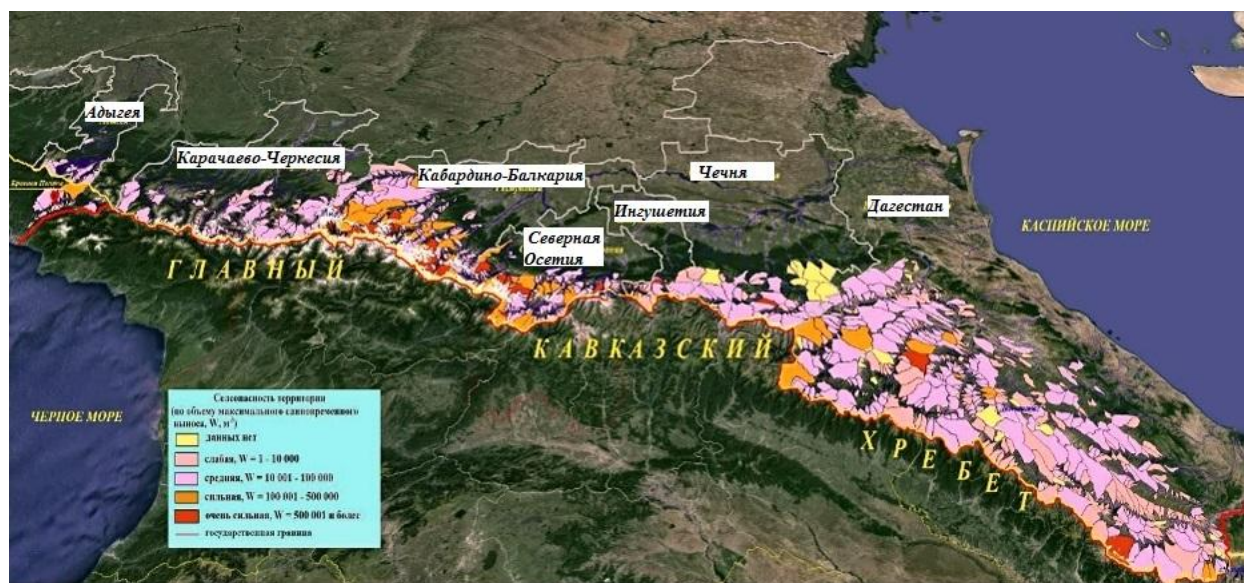 Адыгея
Карачаево-Черкесия
Кабардино-Балкария
Чечня
Ингушетия
Дагестан
Северная
Осетия
КАСПИЙСКОЕ МОРЕ
ГЛАВНЫЙ
КАВКАЗСКИЙ
ХРЕБЕТ
ЧЕРНОЕ МОРЕ
Селеопасность территории
(по объему максимального единовременного
выноса, W, м³)
данных нет
слабая, W = 1 - 10 000
средняя, W = 10 001 - 100 000
сильная, W = 100 001 - 500 000
очень сильная, W = 500 001 и более
государственная граница